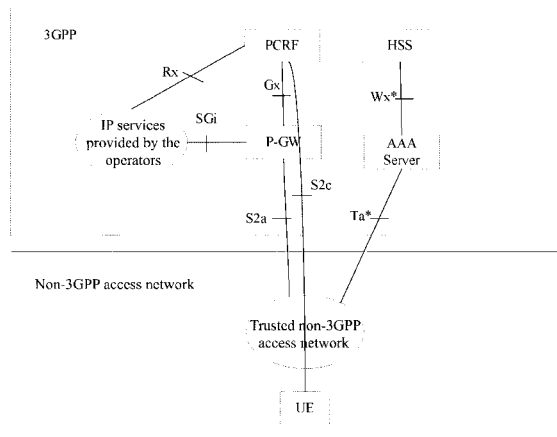 3GPP
PCRF
HSS
Rx
Gx
Wx*
SGi
IP services
provided by the
operators
P-GW
AAA
Server
S2c
S2a
Ta*
Non-3GPP access network
Trusted non-3GPP
access network
UE